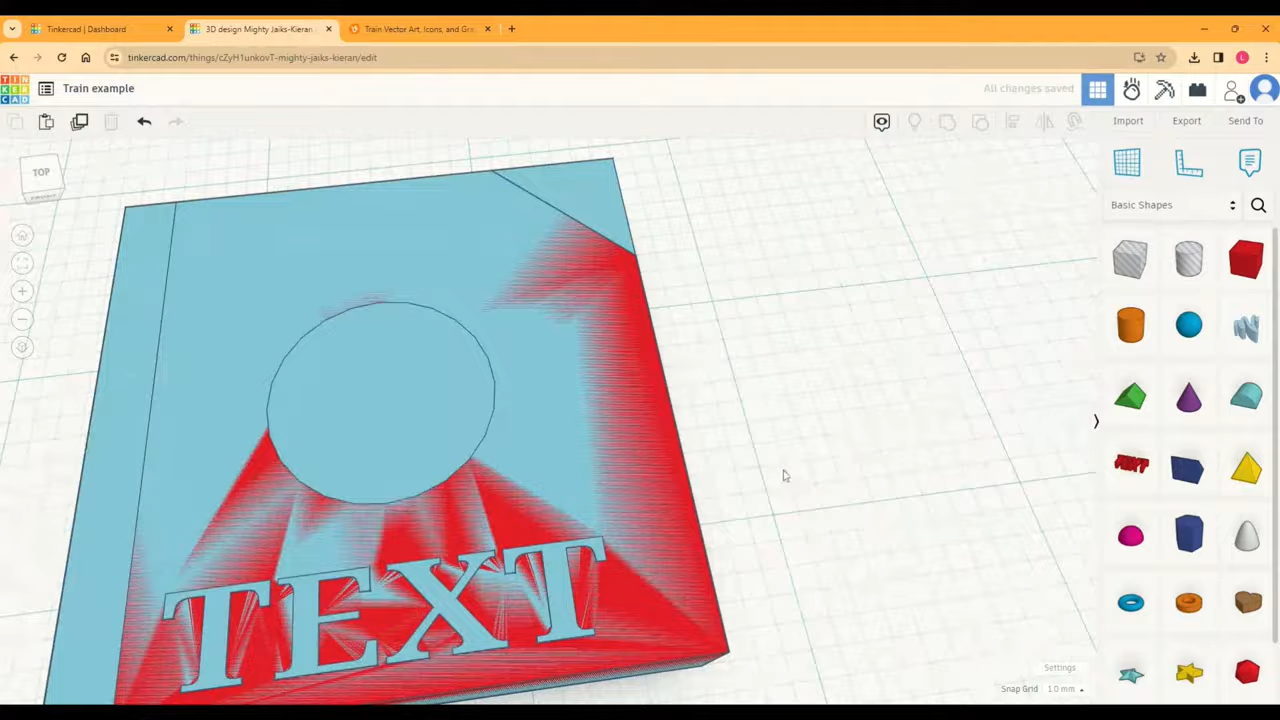 Tinkercad | Dashboard
3D design Mighty Jaiks-Kieran
Train Vector Art, Icons, and Gra
tinkercad.com/things/cZyH1unkovT-mighty-jaiks-kieran/edit
L
TIN
KER
CAD
Train example
All changes saved
Import
Export
Send To
TOP
Basic Shapes
TEXT
TEXT
Settings
Snap Grid
1.0 mm